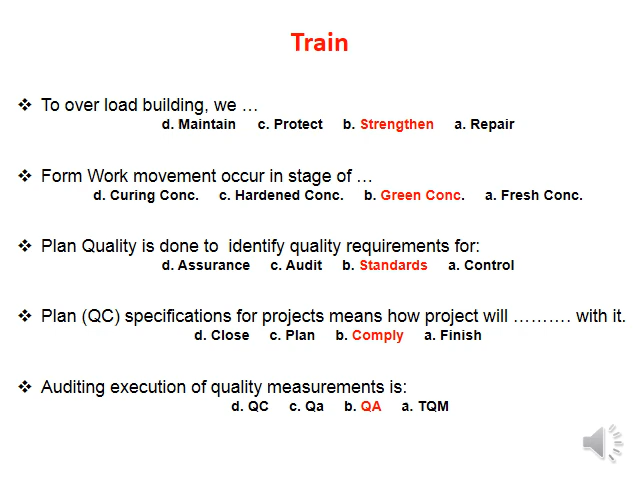 Train
❖ To over load building, we …
d. Maintain c. Protect b. Strengthen a. Repair
❖ Form Work movement occur in stage of …
d. Curing Conc. c. Hardened Conc. b. Green Conc. a. Fresh Conc.
❖ Plan Quality is done to identify quality requirements for:
d. Assurance c. Audit b. Standards a. Control
❖ Plan (QC) specifications for projects means how project will ………. with it.
d. Close c. Plan b. Comply a. Finish
❖ Auditing execution of quality measurements is:
d. QC c. Qa b. QA a. TQM